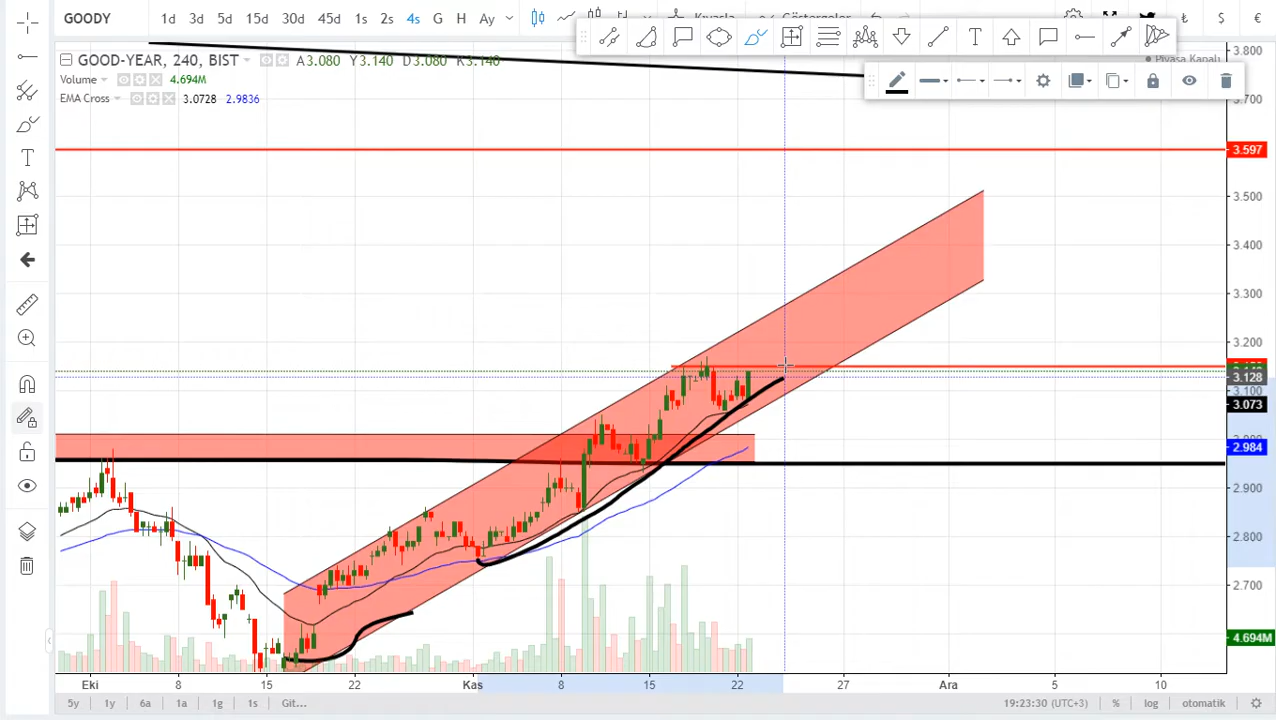 GOODY 1d 3d 5d 15d 30d 45d 1s 2s 4s G H Ay Kıyasla Göstergeler ₺ $ €
GOOD-YEAR, 240, BIST A3.080 Y3.140 D3.080 K3.140
Piyasa Kapalı
Volume 4.694M
EMA Cross 3.0728 2.9836
3.800
3.700
3.597
3.500
3.400
3.300
3.200
3.128
3.100
3.073
2.984
2.900
2.800
2.700
4.694M
Eki 8 15 22 Kas 8 15 22 27 Ara 5 10
5y 1y 6a 1a 1g 1s Git... 19:23:30 (UTC+3) % log otomatik